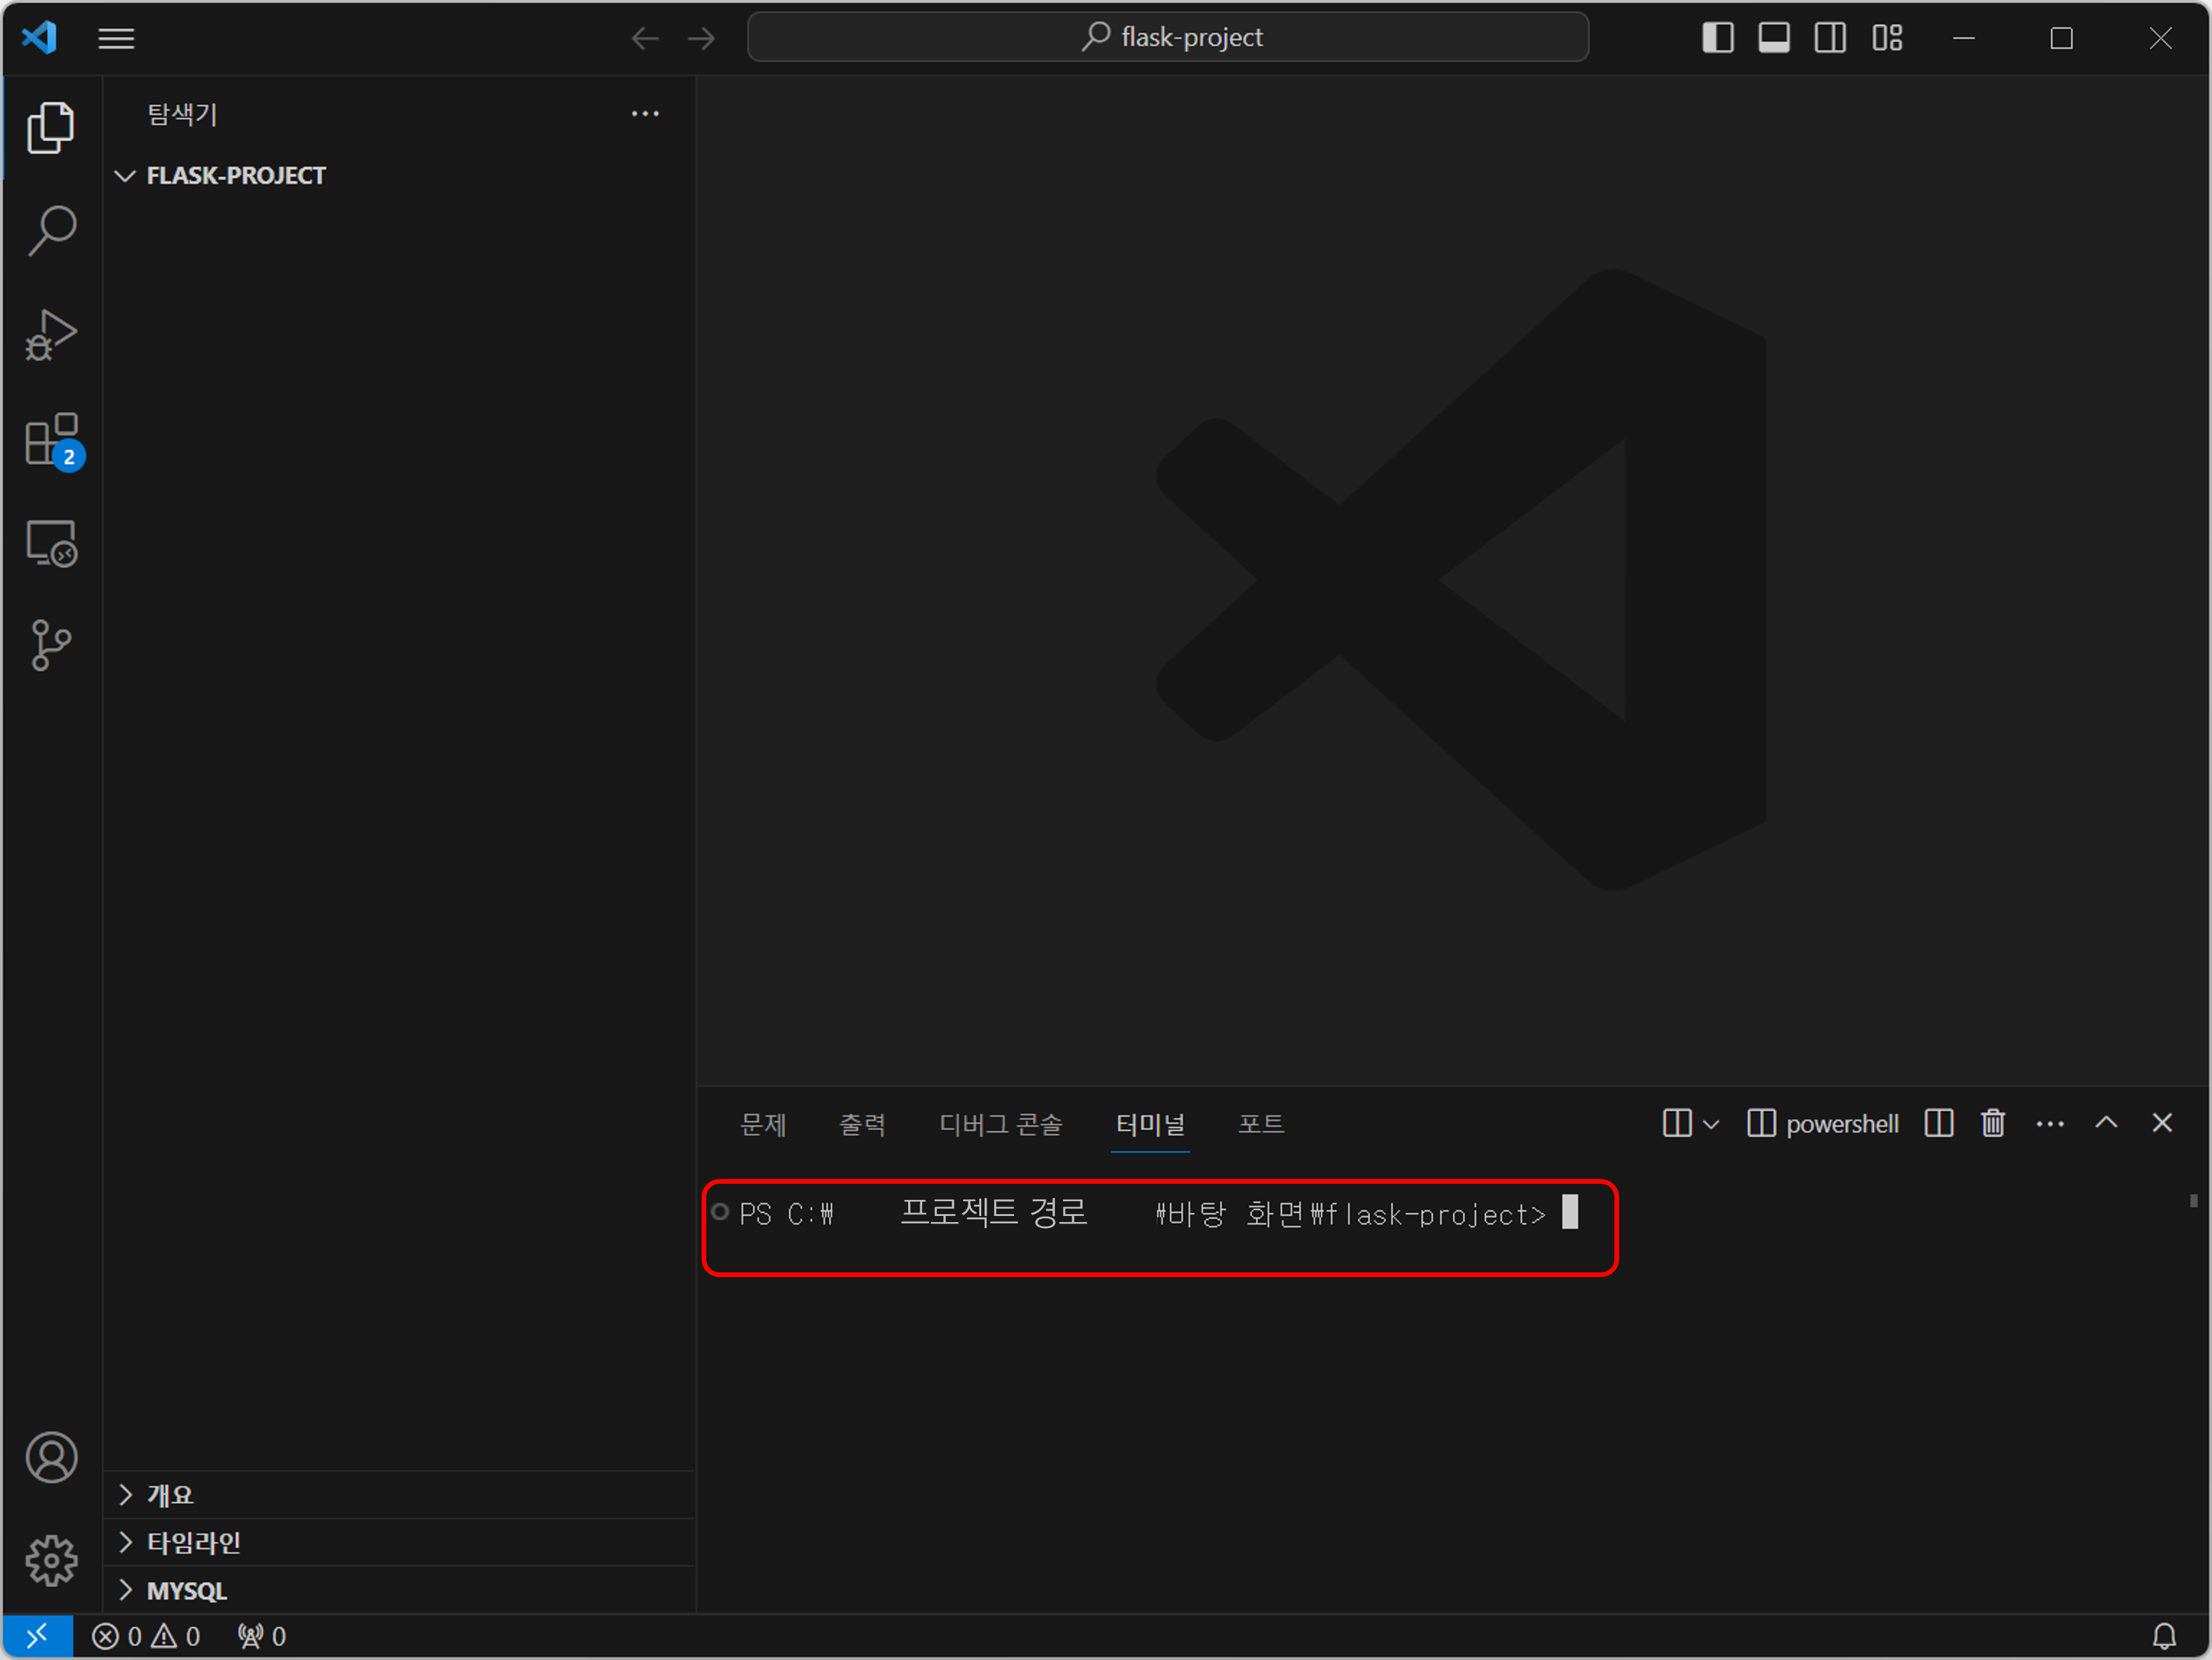 flask-project
탐색기
FLASK-PROJECT
2
문제 출력 디버그 콘솔 터미널 포트 powershell
PS C:₩ 프로젝트 경로 ₩바탕 화면₩flask-project>
개요
타임라인
MYSQL
0 0 0